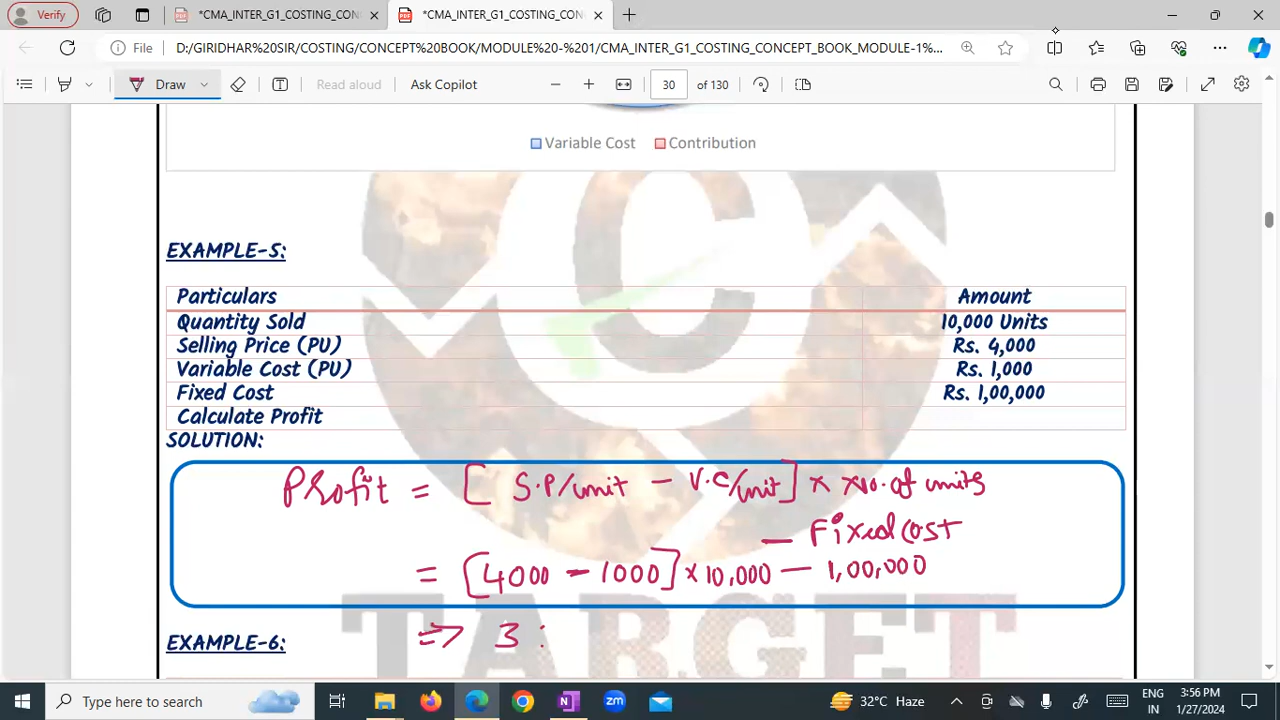 Verify
*CMA_INTER_G1_COSTING_CON
*CMA_INTER_G1_COSTING_CON
File
D:/GIRIDHAR%20SIR/COSTING/CONCEPT%20BOOK/MODULE%20-%201/CMA_INTER_G1_COSTING_CONCEPT_BOOK_MODULE-1%...
Draw
Read aloud
Ask Copilot
30 of 130
Variable Cost Contribution
EXAMPLE-5:
Particulars Amount
Quantity Sold 10,000 Units
Selling Price (PU) Rs. 4,000
Variable Cost (PU) Rs. 1,000
Fixed Cost Rs. 1,00,000
Calculate Profit
SOLUTION:
Profit = [ S.P/unit - V.C/unit ] × No. of units
- Fixed cost
= [4000 - 1000] × 10,000 - 1,00,000
TARGET
EXAMPLE-6:
⇒ 3 :
Type here to search
32°C Haze
ENG
IN
3:56 PM
1/27/2024